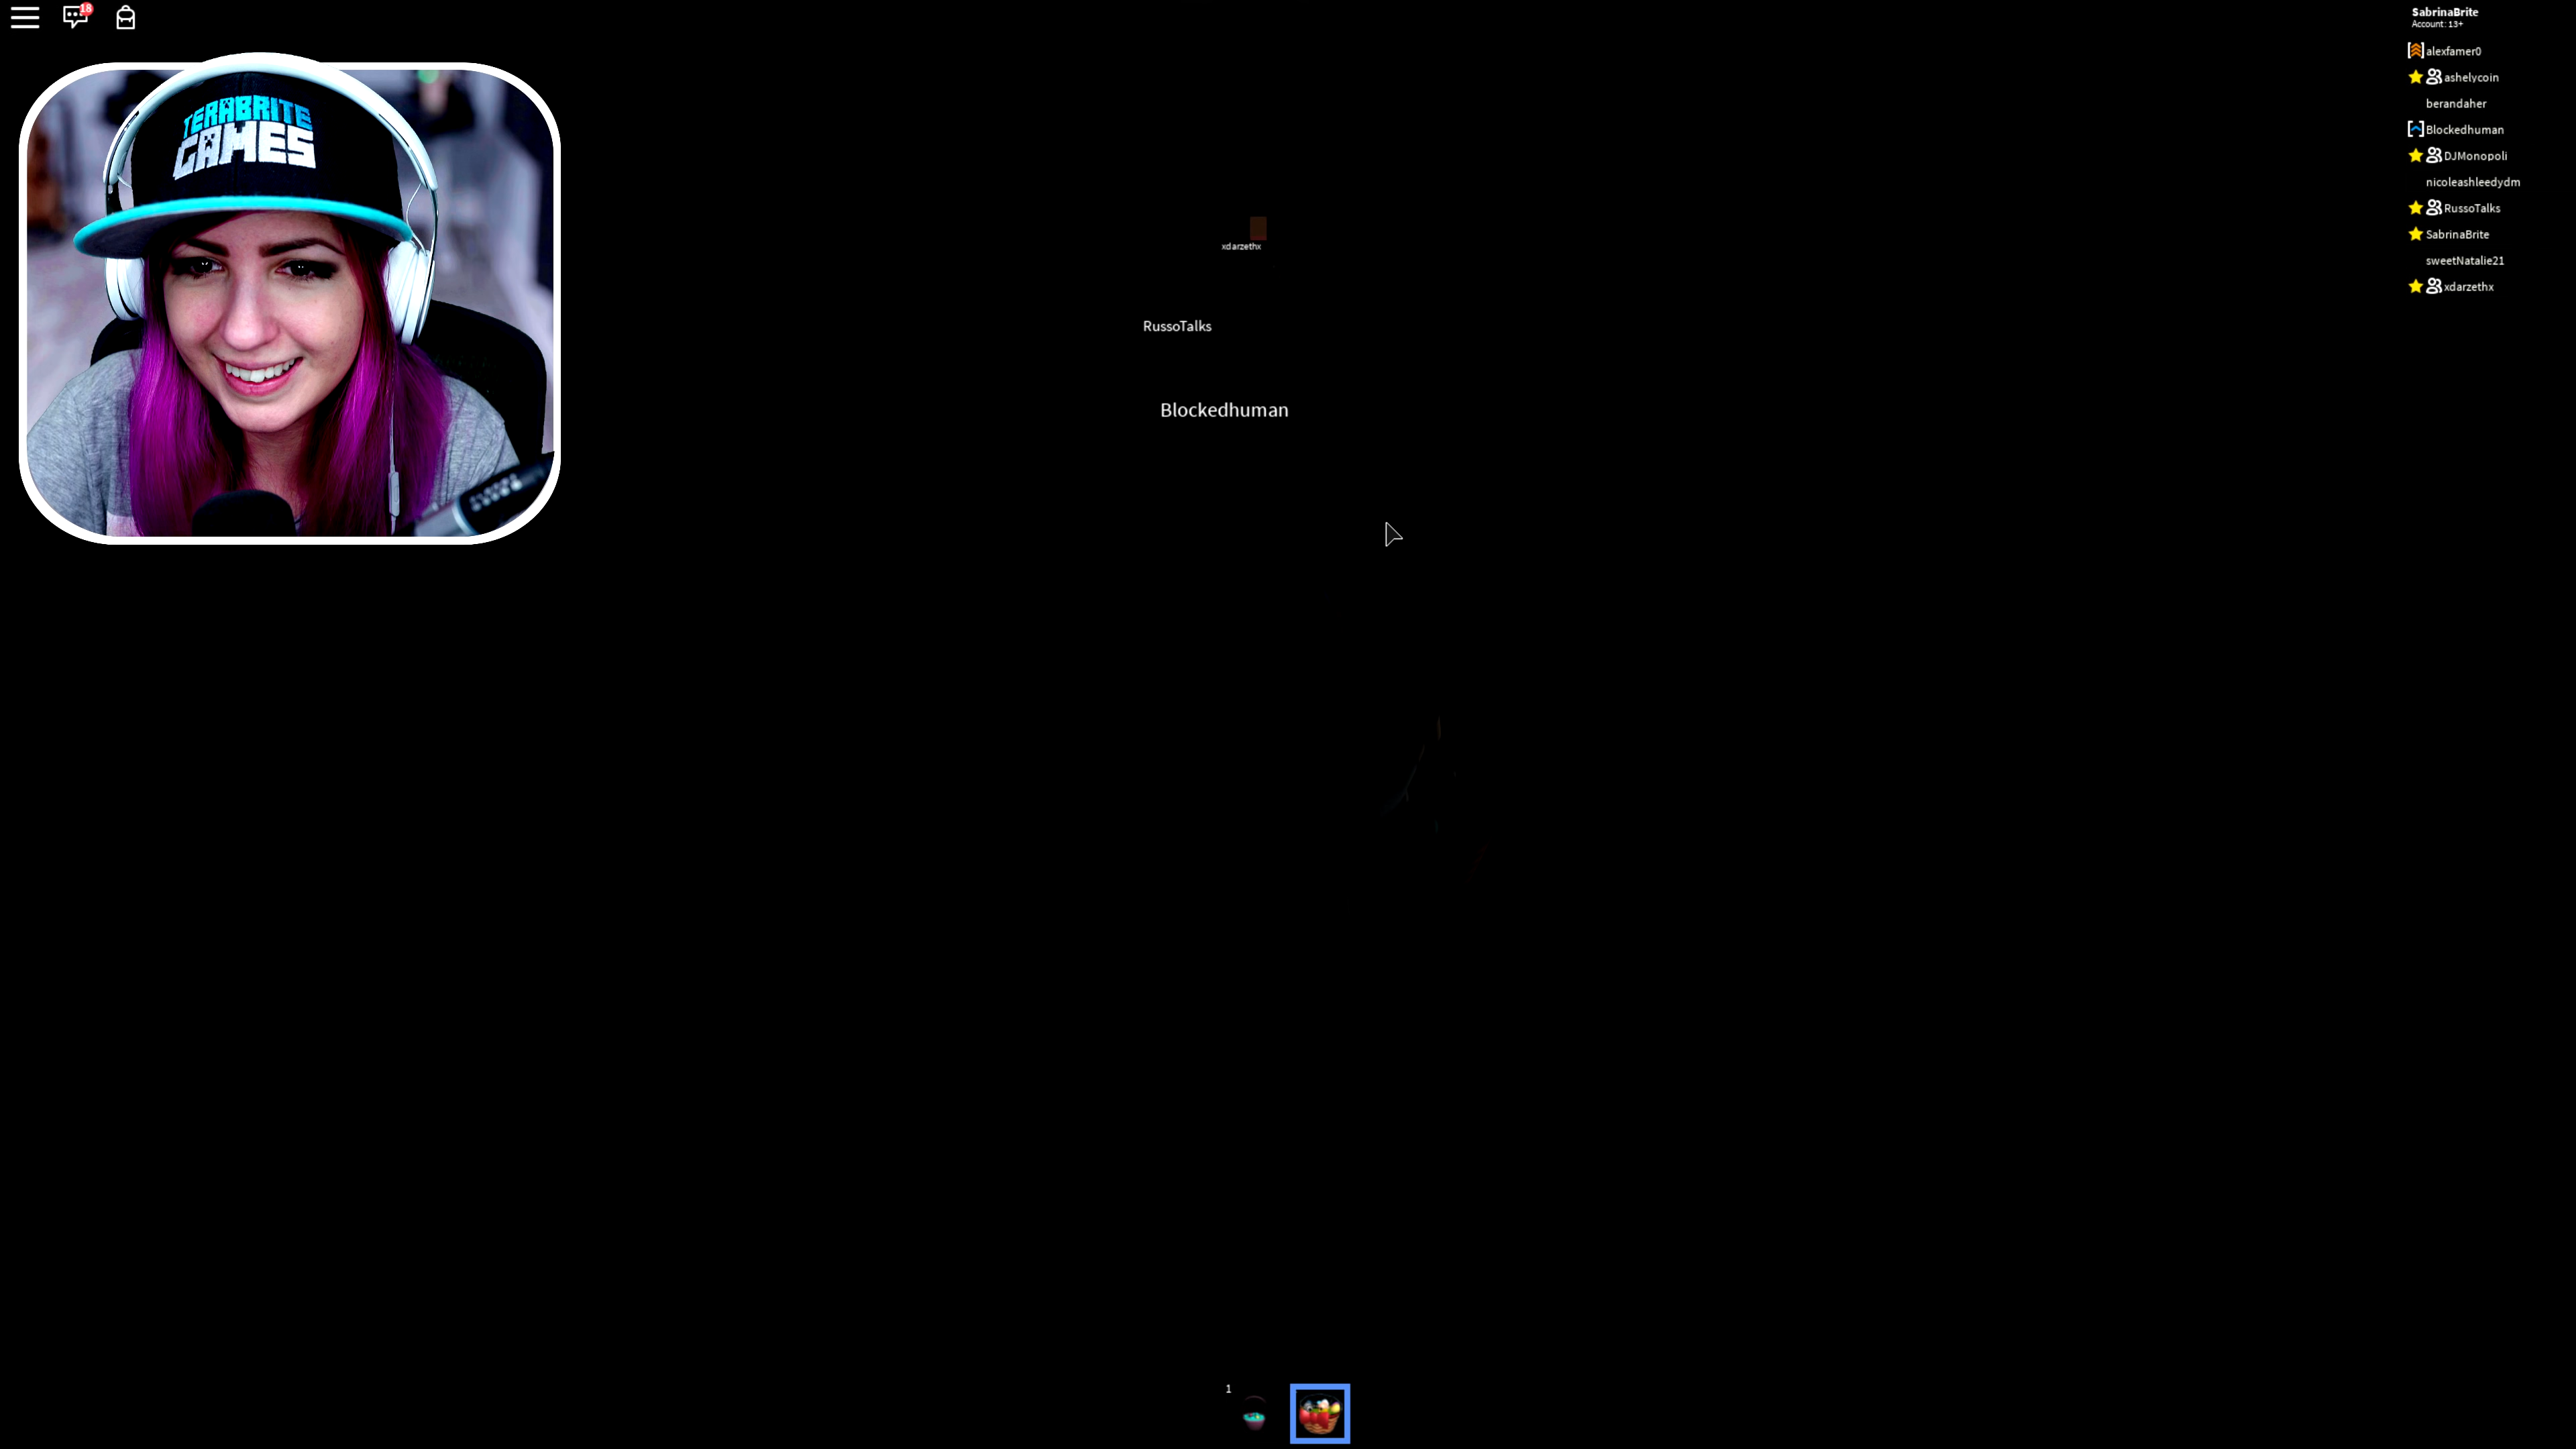 18
TERABRITE
GAMES
SabrinaBrite
Account: 13+
alexfamer0
ashelycoin
berandaher
Blockedhuman
DJMonopoli
nicoleashleedydm
RussoTalks
SabrinaBrite
sweetNatalie21
xdarzethx
xdarzethx
RussoTalks
Blockedhuman
1